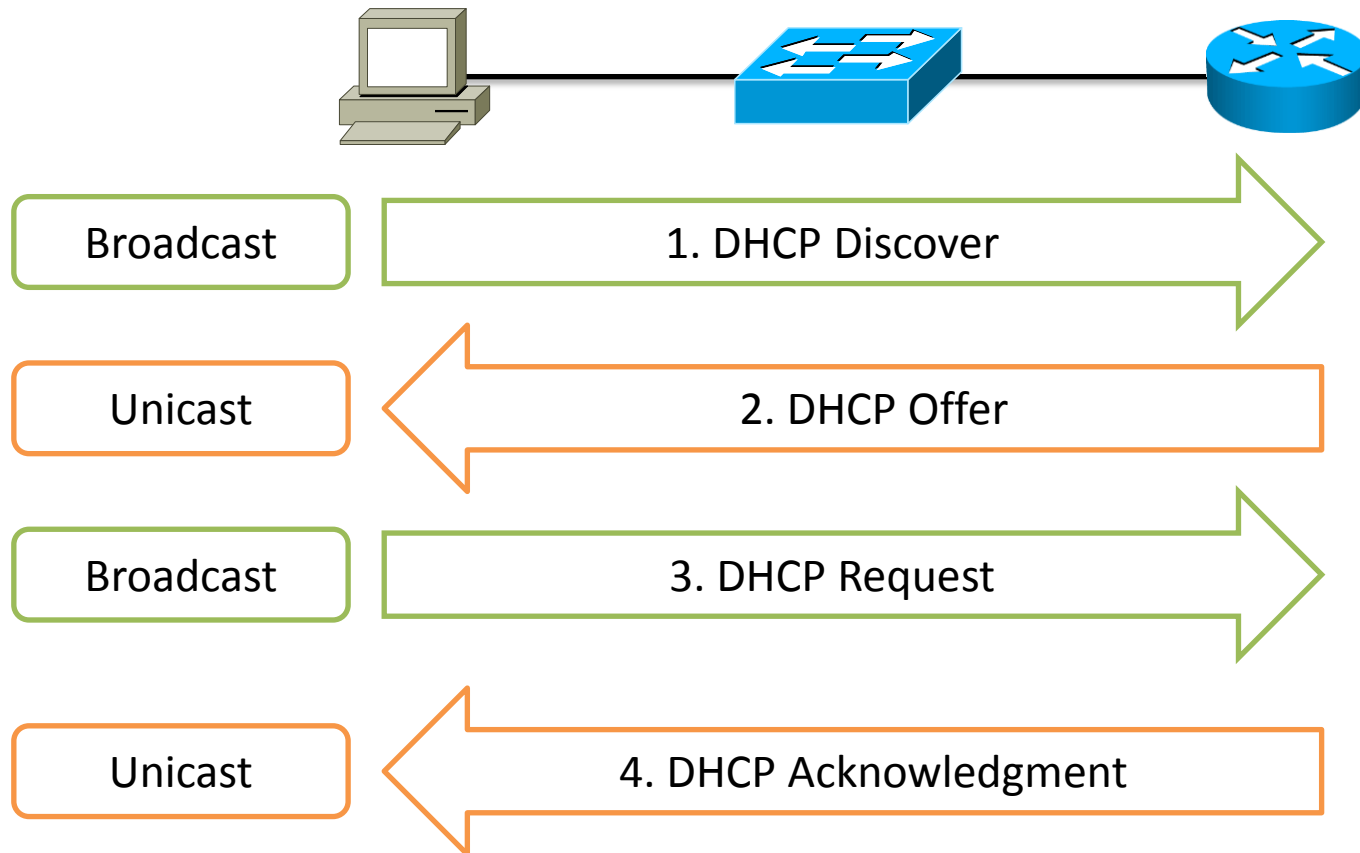 Broadcast
1. DHCP Discover
Unicast
2. DHCP Offer
Broadcast
3. DHCP Request
Unicast
4. DHCP Acknowledgment